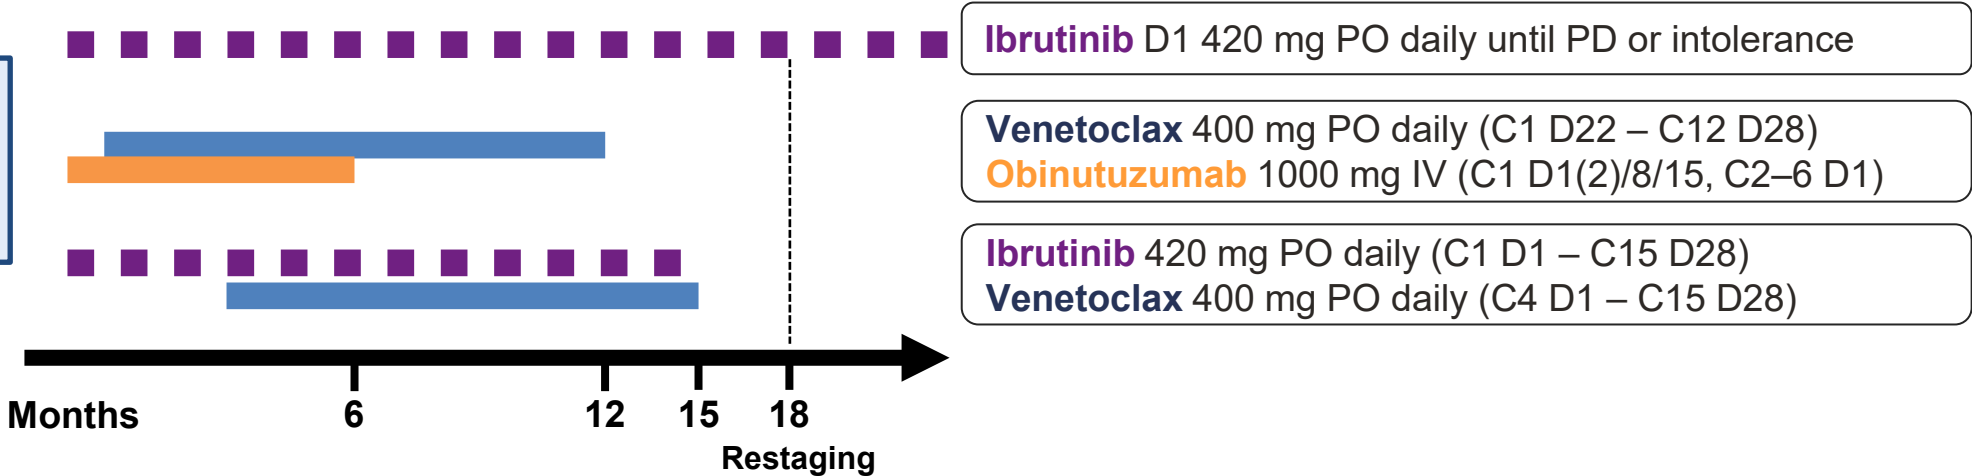 Ibrutinib D1 420 mg PO daily until PD or intolerance
Venetoclax 400 mg PO daily (C1 D22 – C12 D28)
Obinutuzumab 1000 mg IV (C1 D1(2)/8/15, C2–6 D1)
Ibrutinib 420 mg PO daily (C1 D1 – C15 D28)
Venetoclax 400 mg PO daily (C4 D1 – C15 D28)
Months 6 12 15 18
Restaging